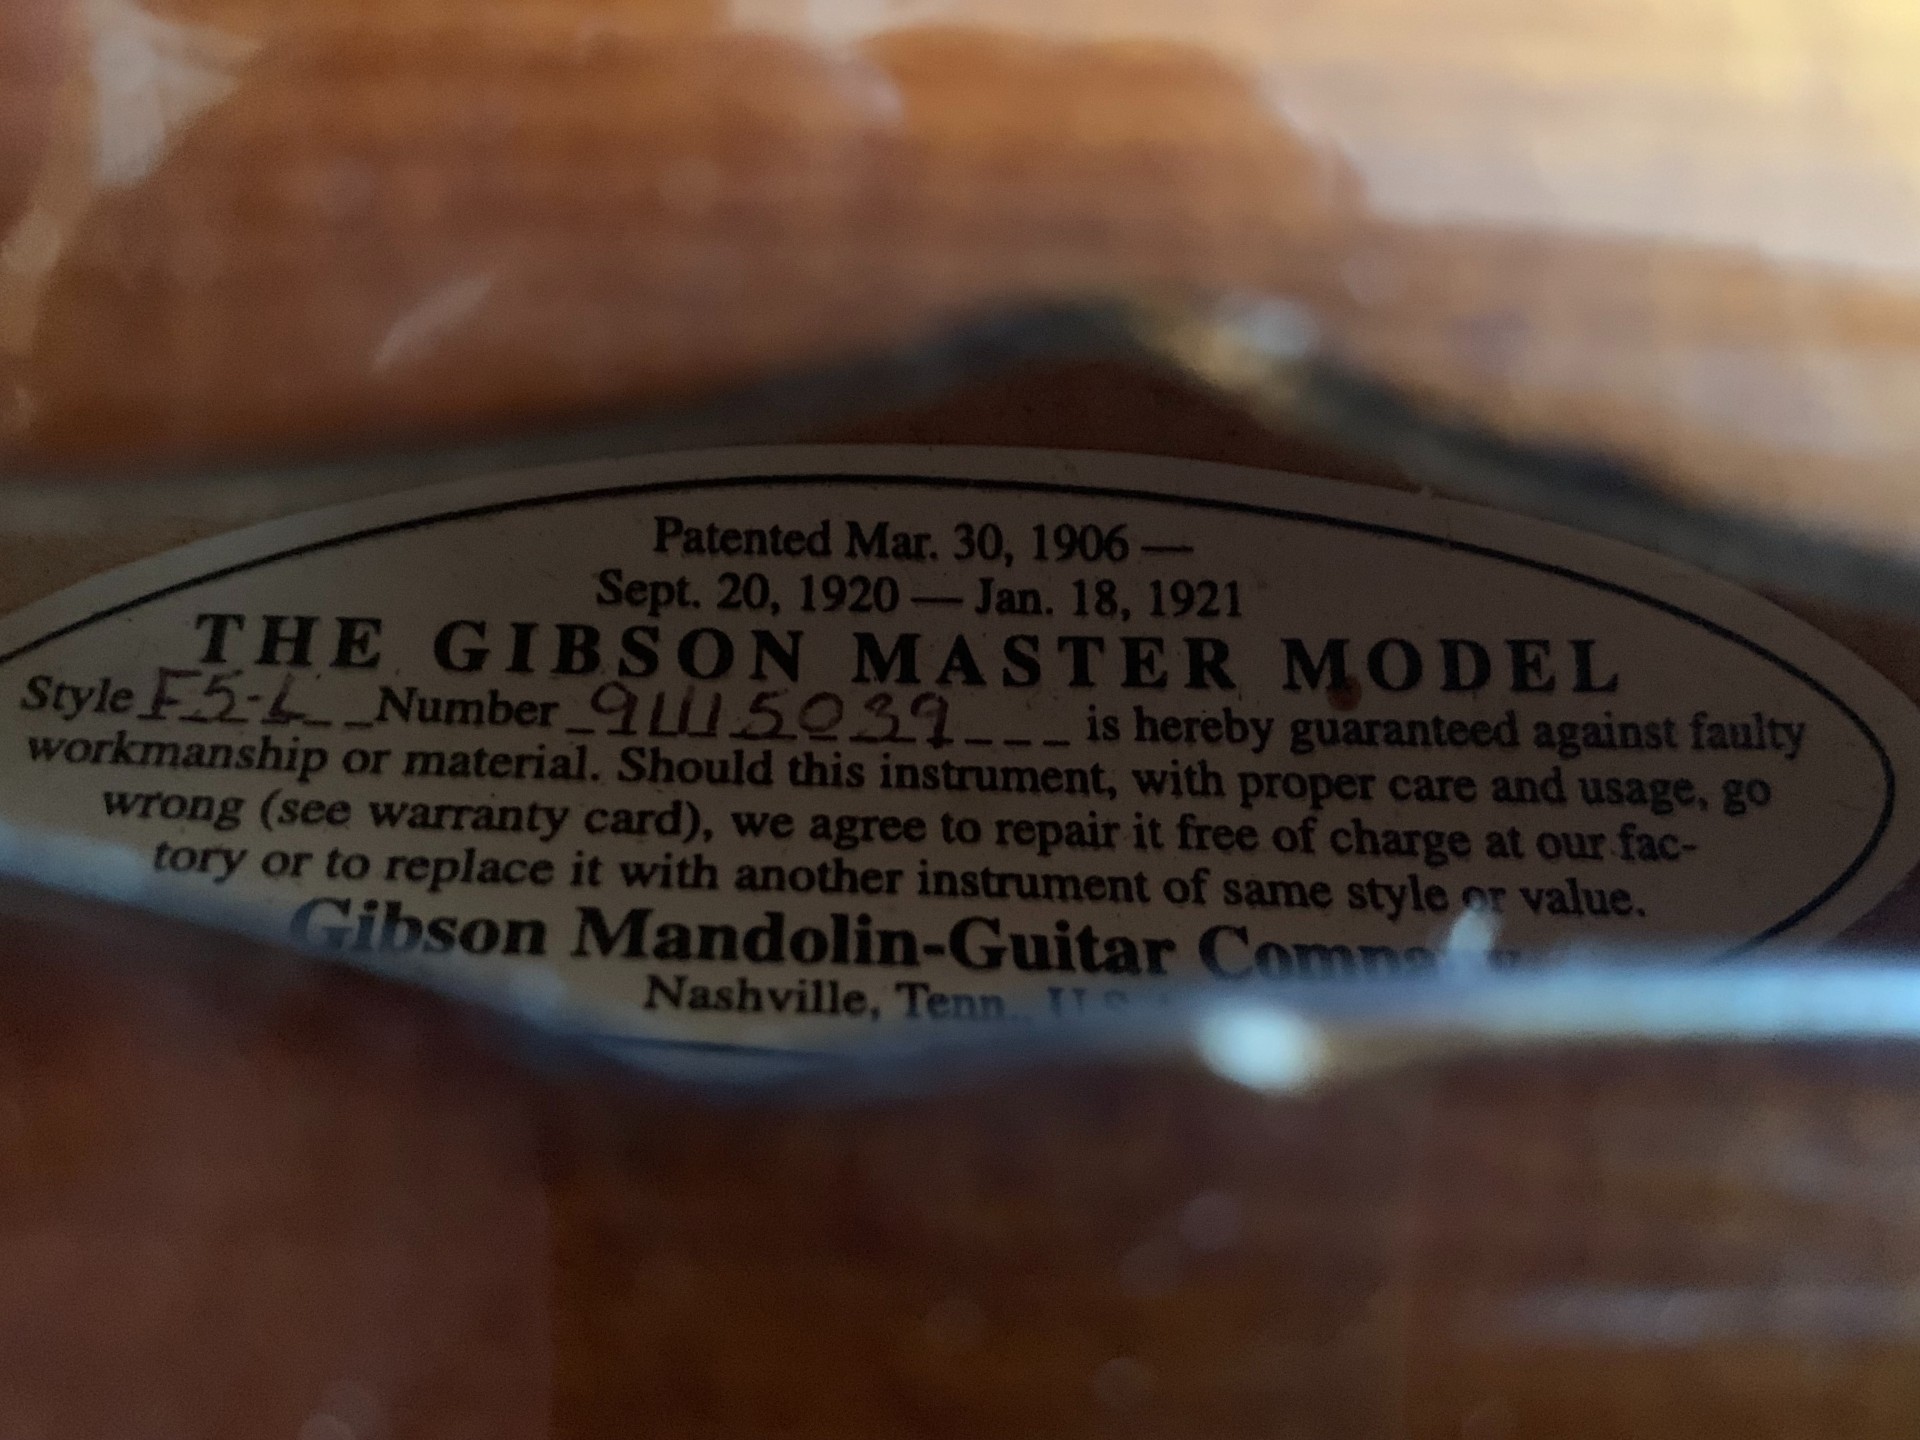 Patented Mar. 30, 1906 —
Sept. 20, 1920 — Jan. 18, 1921
THE GIBSON MASTER MODEL
Style F5-L Number 91115039 is hereby guaranteed against faulty
workmanship or material. Should this instrument, with proper care and usage, go
wrong (see warranty card), we agree to repair it free of charge at our fac-
tory or to replace it with another instrument of same style or value.
Gibson Mandolin-Guitar Company
Nashville, Tenn.